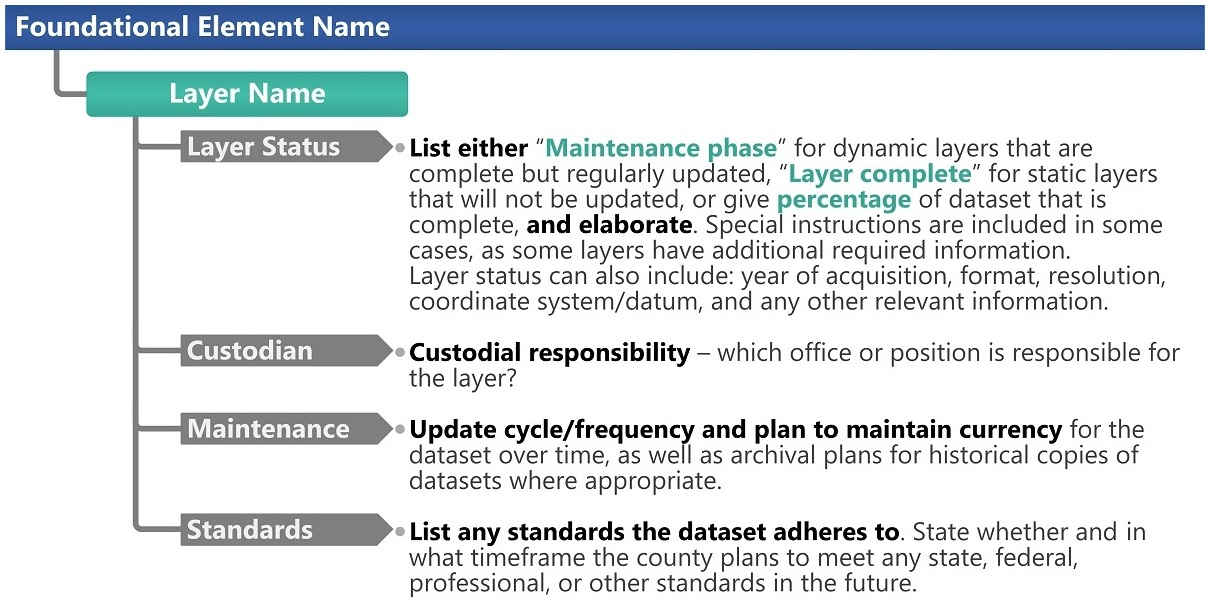 Foundational Element Name
Layer Name
Layer Status
List either “Maintenance phase” for dynamic layers that are
complete but regularly updated, “Layer complete” for static layers
that will not be updated, or give percentage of dataset that is
complete, and elaborate. Special instructions are included in some
cases, as some layers have additional required information.
Layer status can also include: year of acquisition, format, resolution,
coordinate system/datum, and any other relevant information.
Custodian
Custodial responsibility – which office or position is responsible for
the layer?
Maintenance
Update cycle/frequency and plan to maintain currency for the
dataset over time, as well as archival plans for historical copies of
datasets where appropriate.
Standards
List any standards the dataset adheres to. State whether and in
what timeframe the county plans to meet any state, federal,
professional, or other standards in the future.